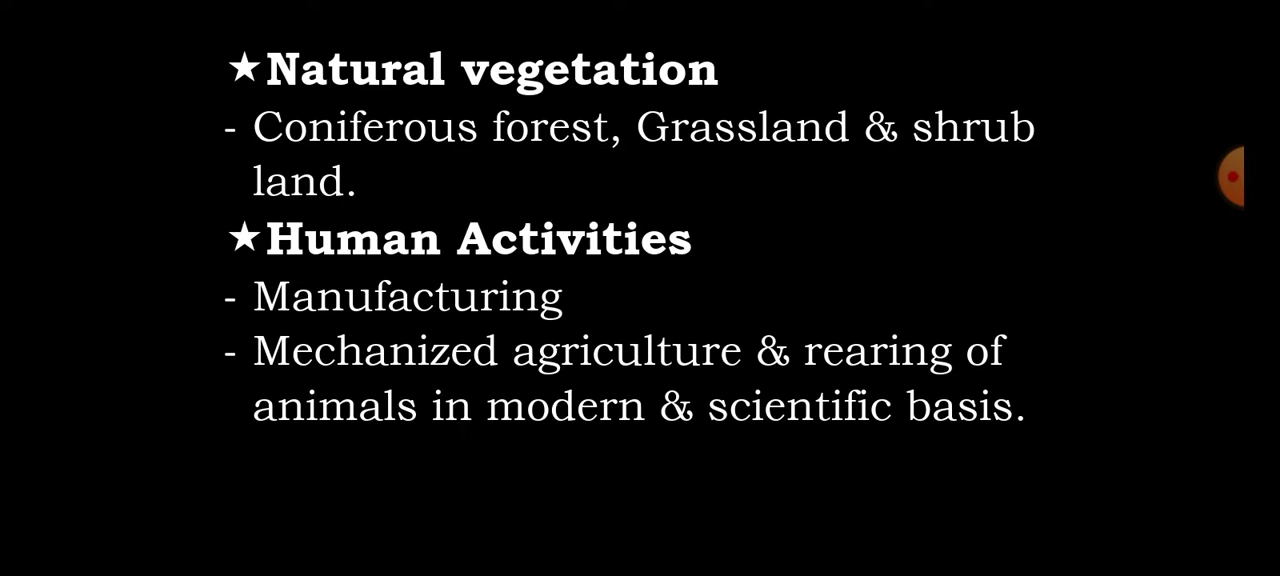 ★Natural vegetation
- Coniferous forest, Grassland & shrub
land.
★Human Activities
- Manufacturing
- Mechanized agriculture & rearing of
animals in modern & scientific basis.